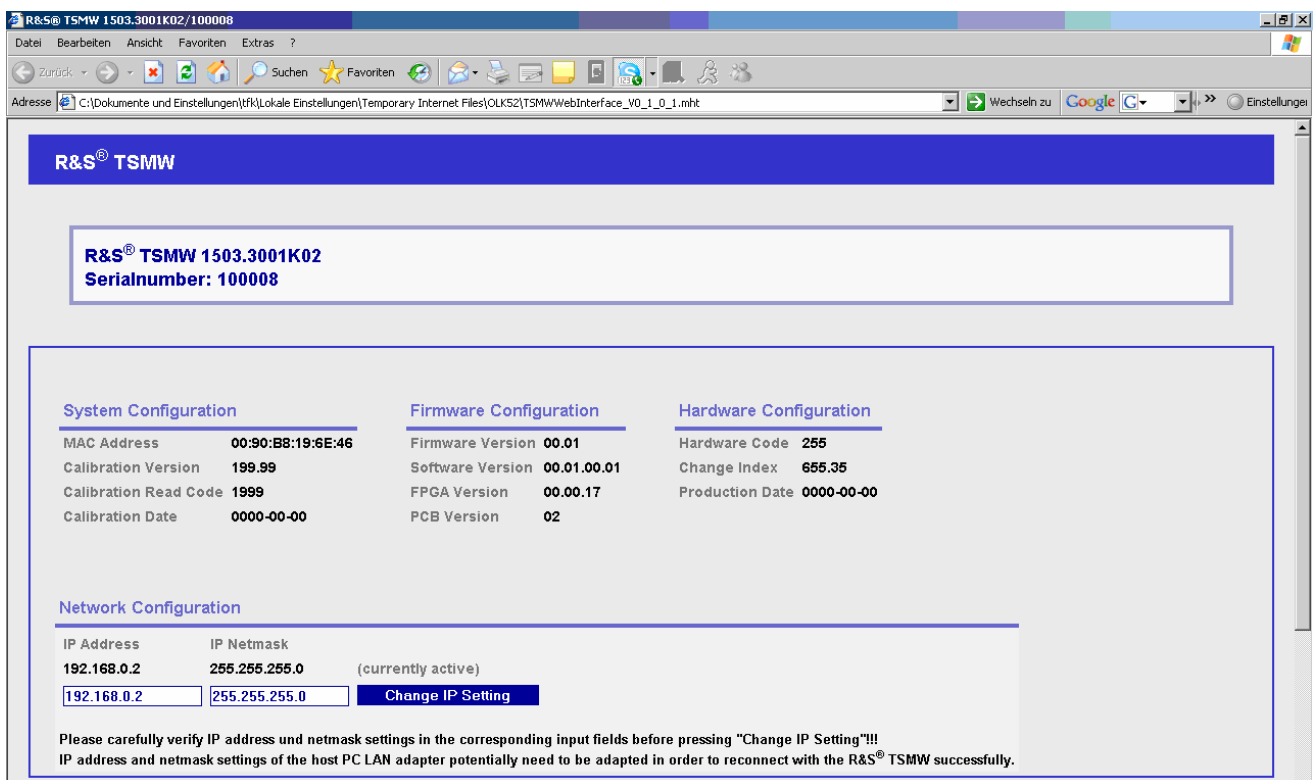 R&S® TSMW 1503.3001K02/100008
Datei Bearbeiten Ansicht Favoriten Extras ?
Zurück Suchen Favoriten
Adresse C:\Dokumente und Einstellungen\tfk\Lokale Einstellungen\Temporary Internet Files\OLK52\TSMWWebInterface_V0_1_0_1.mht Wechseln zu Google G Einstellungen
R&S® TSMW
R&S® TSMW 1503.3001K02
Serialnumber: 100008
System Configuration Firmware Configuration Hardware Configuration
MAC Address 00:90:B8:19:6E:46 Firmware Version 00.01 Hardware Code 255
Calibration Version 199.99 Software Version 00.01.00.01 Change Index 655.35
Calibration Read Code 1999 FPGA Version 00.00.17 Production Date 0000-00-00
Calibration Date 0000-00-00 PCB Version 02
Network Configuration
IP Address IP Netmask
192.168.0.2 255.255.255.0 (currently active)
192.168.0.2 255.255.255.0 Change IP Setting
Please carefully verify IP address und netmask settings in the corresponding input fields before pressing "Change IP Setting"!!!
IP address and netmask settings of the host PC LAN adapter potentially need to be adapted in order to reconnect with the R&S® TSMW successfully.